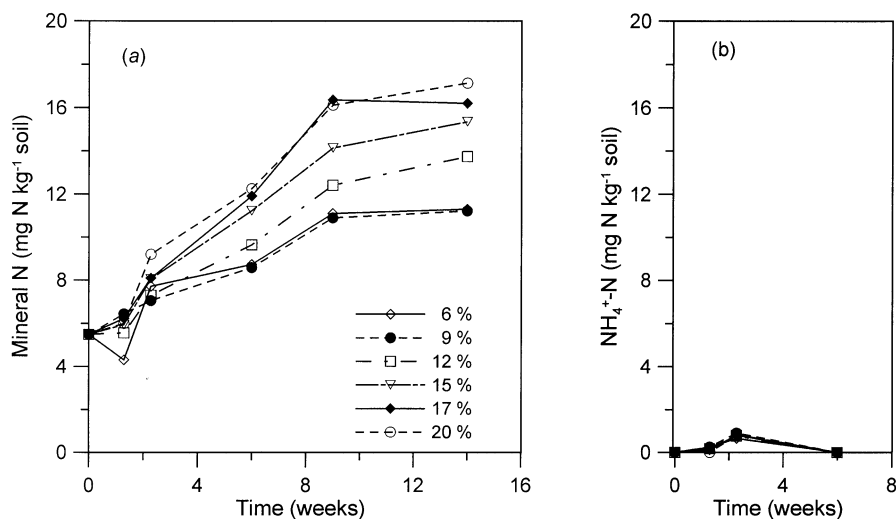 (a)
Mineral N (mg N kg⁻¹ soil)
20
16
12
8
4
0
6 %
9 %
12 %
15 %
17 %
20 %
0 4 8 12 16
Time (weeks)
(b)
NH₄⁺-N (mg N kg⁻¹ soil)
20
16
12
8
4
0
0 4 8
Time (weeks)